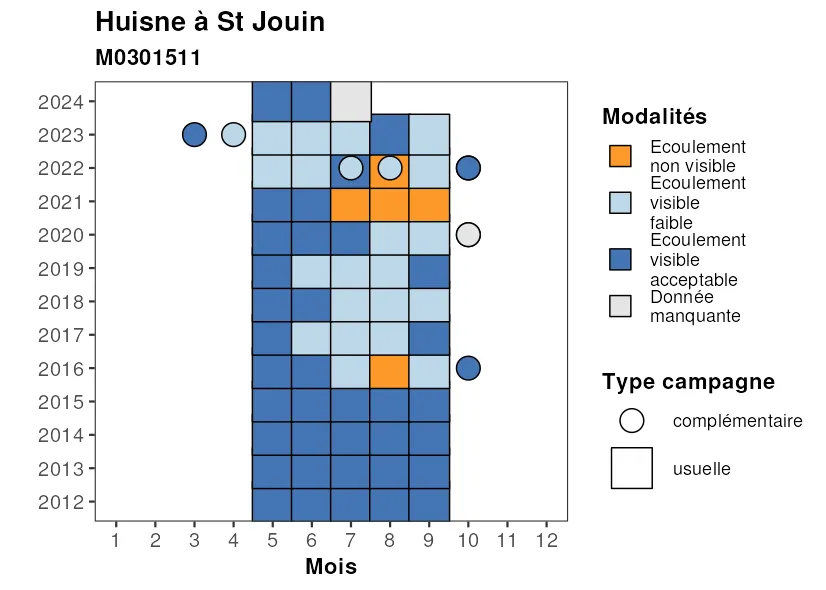 Huisne à St Jouin
M0301511
2024
2023
2022
2021
2020
2019
2018
2017
2016
2015
2014
2013
2012
1 2 3 4 5 6 7 8 9 10 11 12
Mois
Modalités
Ecoulement
non visible
Ecoulement
visible
faible
Ecoulement
visible
acceptable
Donnée
manquante
Type campagne
complémentaire
usuelle